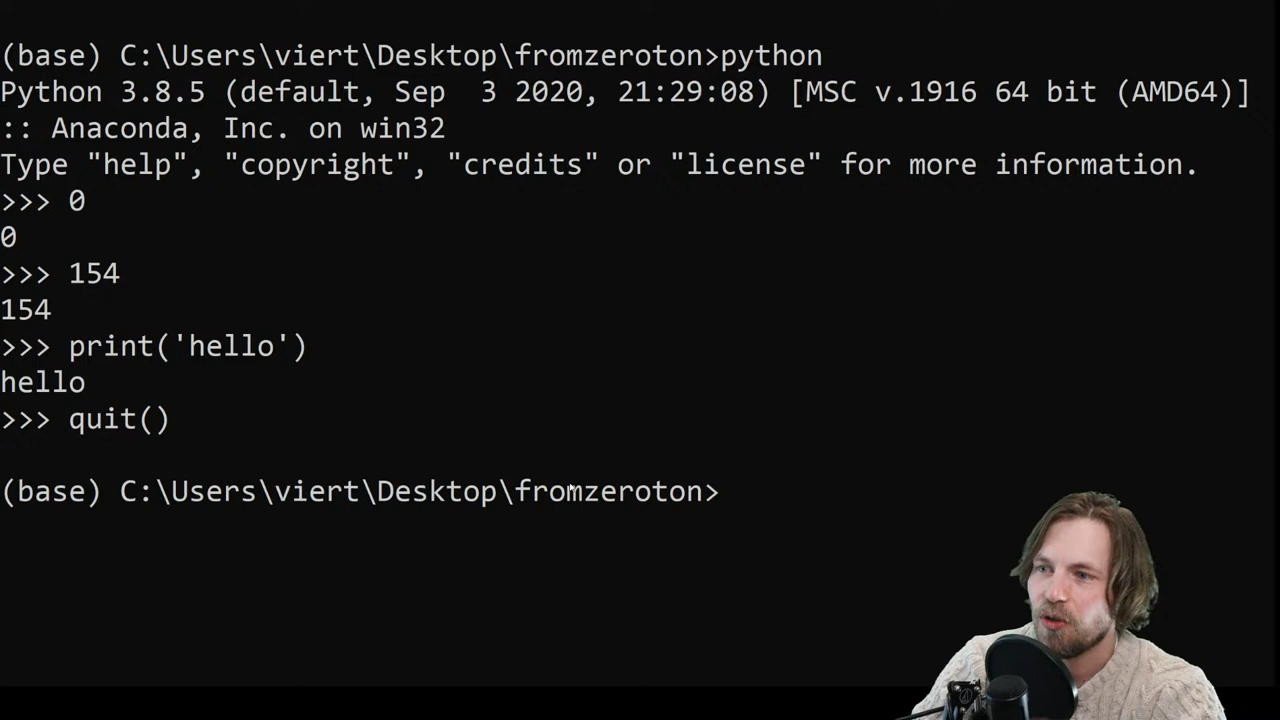 (base) C:\Users\viert\Desktop\fromzeroton>python
Python 3.8.5 (default, Sep  3 2020, 21:29:08) [MSC v.1916 64 bit (AMD64)]
:: Anaconda, Inc. on win32
Type "help", "copyright", "credits" or "license" for more information.
>>> 0
0
>>> 154
154
>>> print('hello')
hello
>>> quit()
(base) C:\Users\viert\Desktop\fromzeroton>